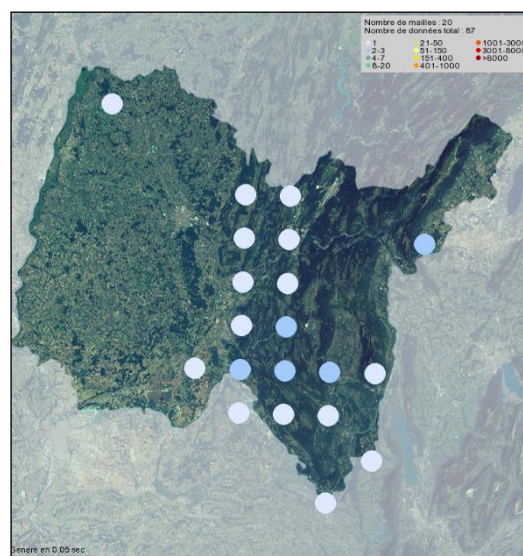 Nombre de mailles : 20
Nombre de données total : 67
1 21-50 1001-3000
2-3 51-150 3001-8000
4-7 151-400 >8000
8-20 401-1000
Généré en 0.05 sec